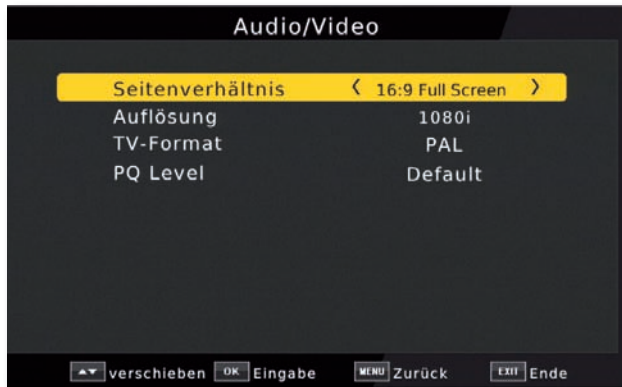 Audio/Video
Seitenverhältnis 16:9 Full Screen
Auflösung 1080i
TV-Format PAL
PQ Level Default
verschieben OK Eingabe MENU Zurück EXIT Ende